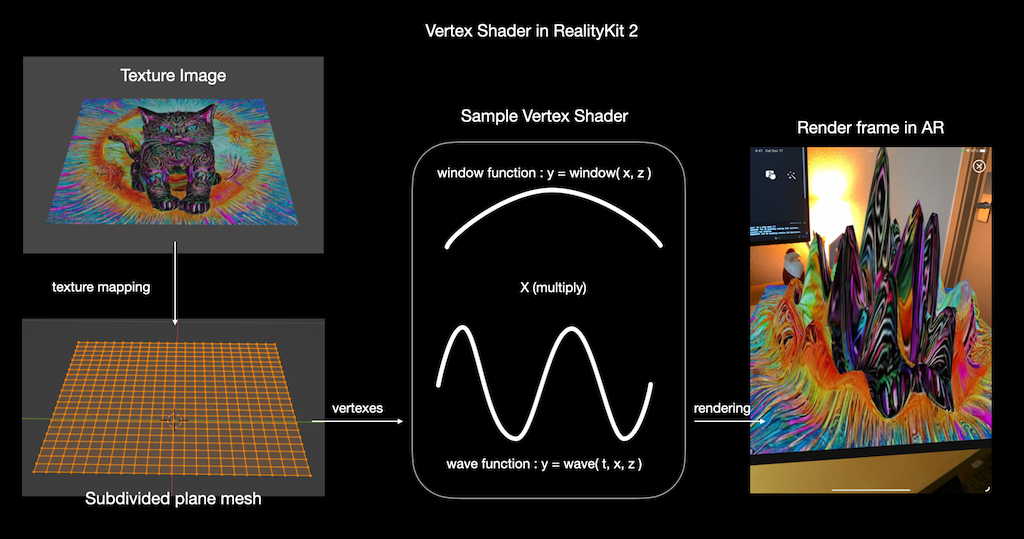 Vertex Shader in RealityKit 2
Texture Image
Sample Vertex Shader
Render frame in AR
window function : y = window( x, z )
texture mapping
X (multiply)
vertexes
rendering
wave function : y = wave( t, x, z )
Subdivided plane mesh